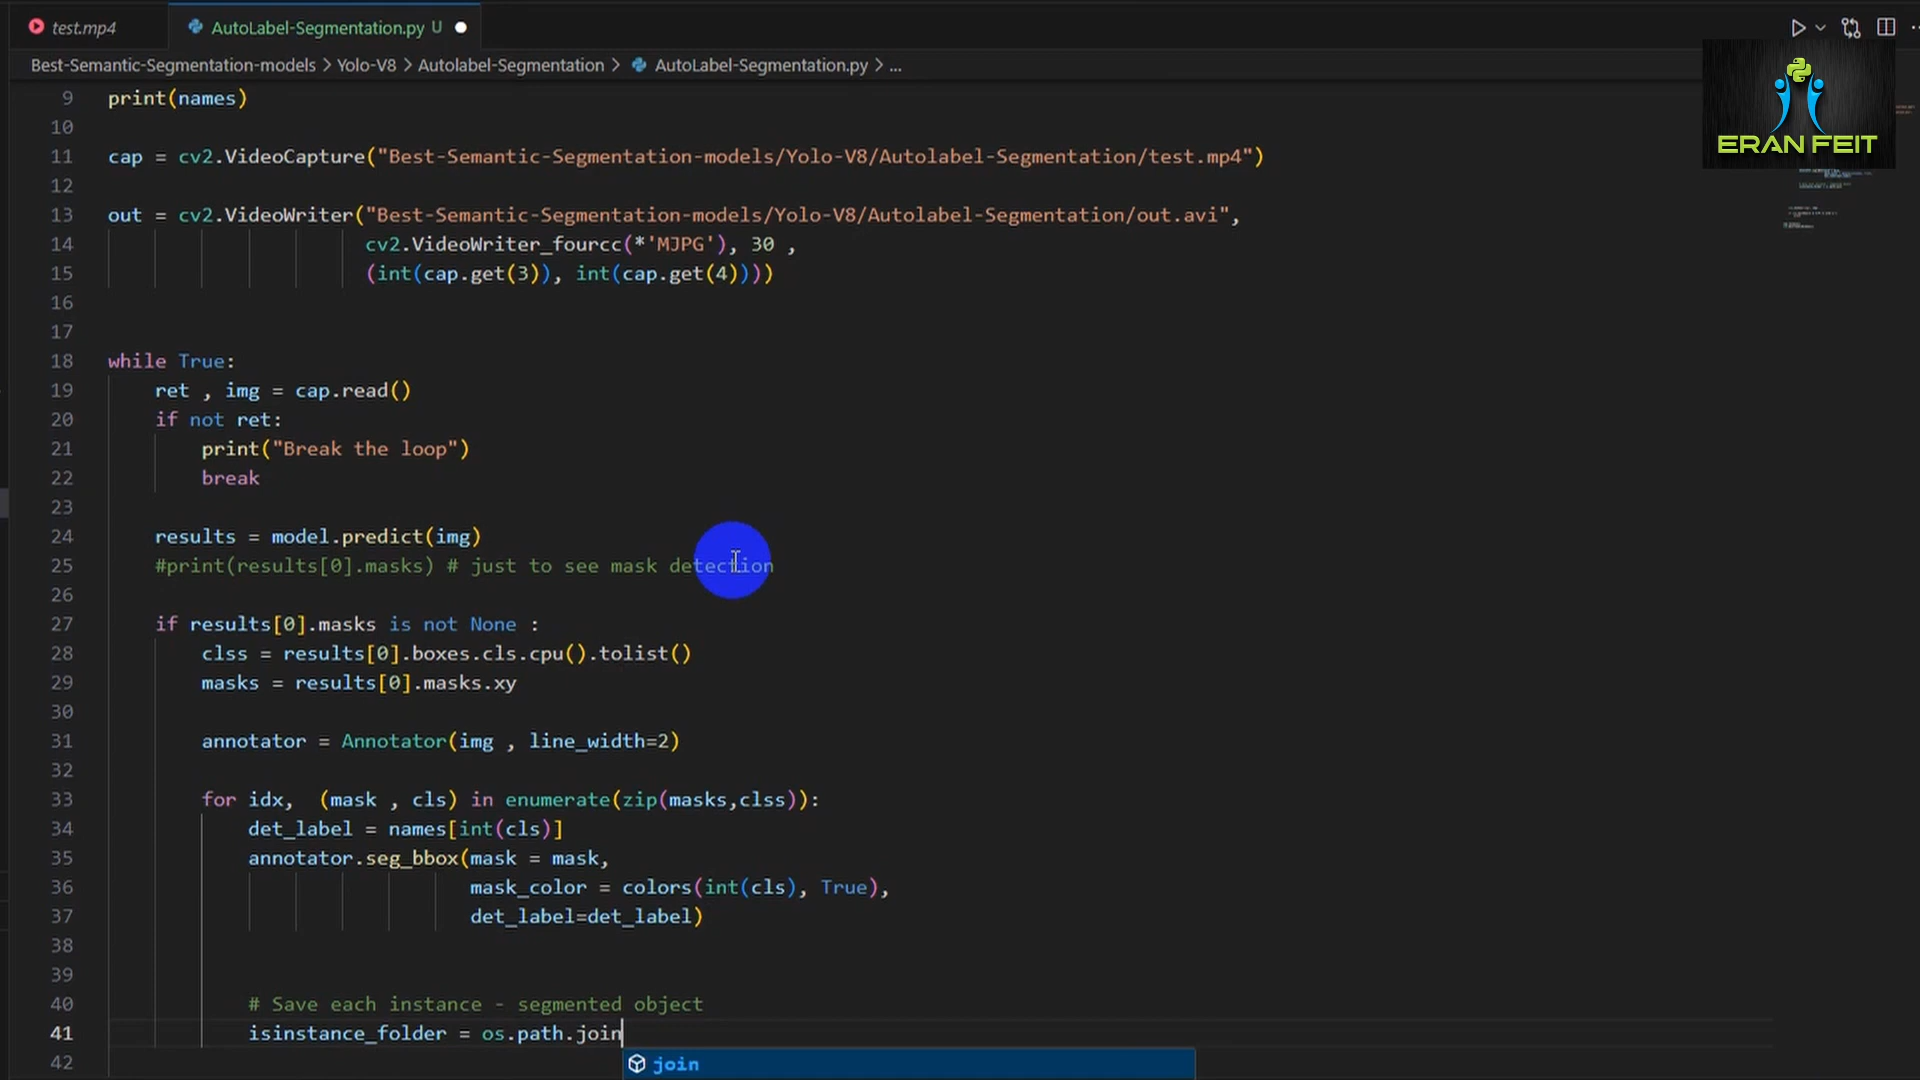 test.mp4
AutoLabel-Segmentation.py U
Best-Semantic-Segmentation-models > Yolo-V8 > Autolabel-Segmentation > AutoLabel-Segmentation.py > ...
ERAN FEIT
9 print(names)
10
11 cap = cv2.VideoCapture("Best-Semantic-Segmentation-models/Yolo-V8/Autolabel-Segmentation/test.mp4")
12
13 out = cv2.VideoWriter("Best-Semantic-Segmentation-models/Yolo-V8/Autolabel-Segmentation/out.avi",
14 cv2.VideoWriter_fourcc(*'MJPG'), 30 ,
15 (int(cap.get(3)), int(cap.get(4))))
16
17
18 while True:
19 ret , img = cap.read()
20 if not ret:
21 print("Break the loop")
22 break
23
24 results = model.predict(img)
25 #print(results[0].masks) # just to see mask detection
26
27 if results[0].masks is not None :
28 clss = results[0].boxes.cls.cpu().tolist()
29 masks = results[0].masks.xy
30
31 annotator = Annotator(img , line_width=2)
32
33 for idx,  (mask , cls) in enumerate(zip(masks,clss)):
34 det_label = names[int(cls)]
35 annotator.seg_bbox(mask = mask,
36 mask_color = colors(int(cls), True),
37 det_label=det_label)
38
39
40 # Save each instance - segmented object
41 isinstance_folder = os.path.join
42
join